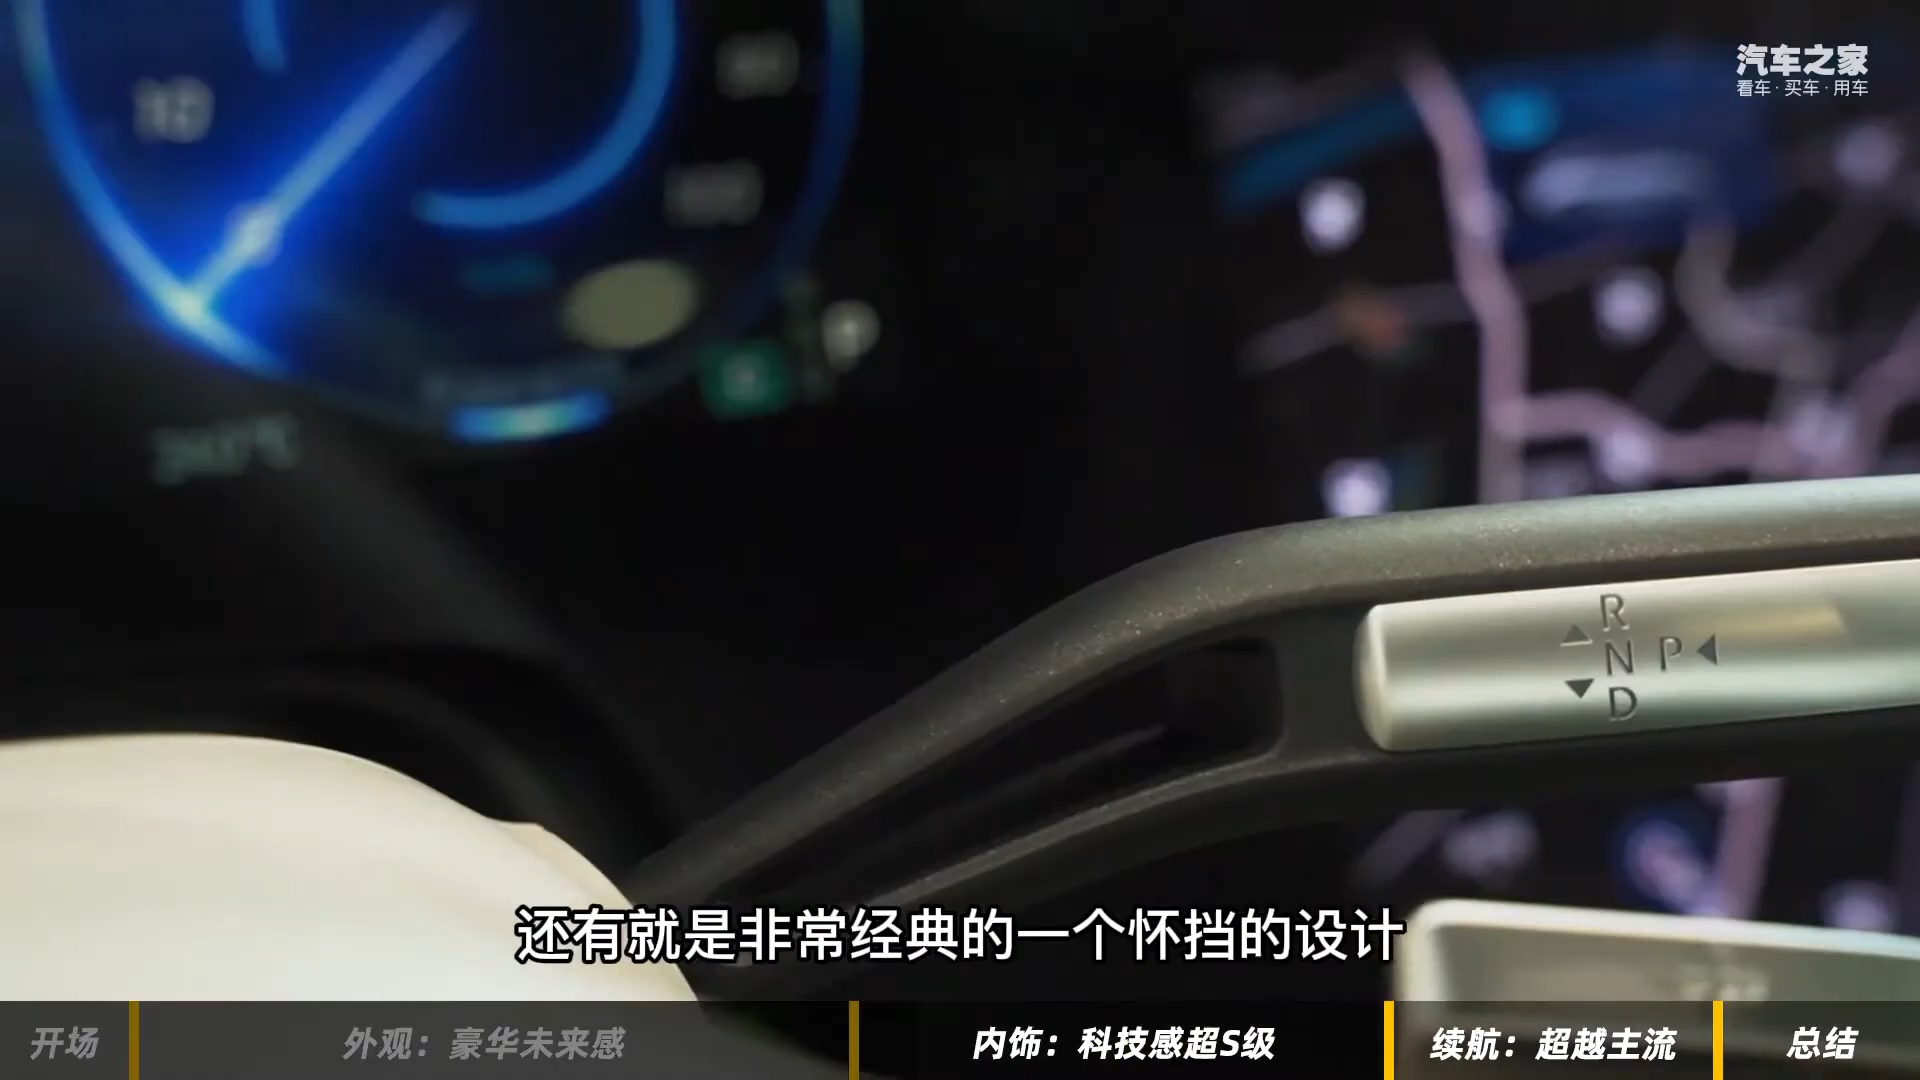 汽车之家
看车·买车·用车
R
N P
D
还有就是非常经典的一个怀挡的设计
开场
外观：豪华未来感
内饰：科技感超S级
续航：超越主流
总结